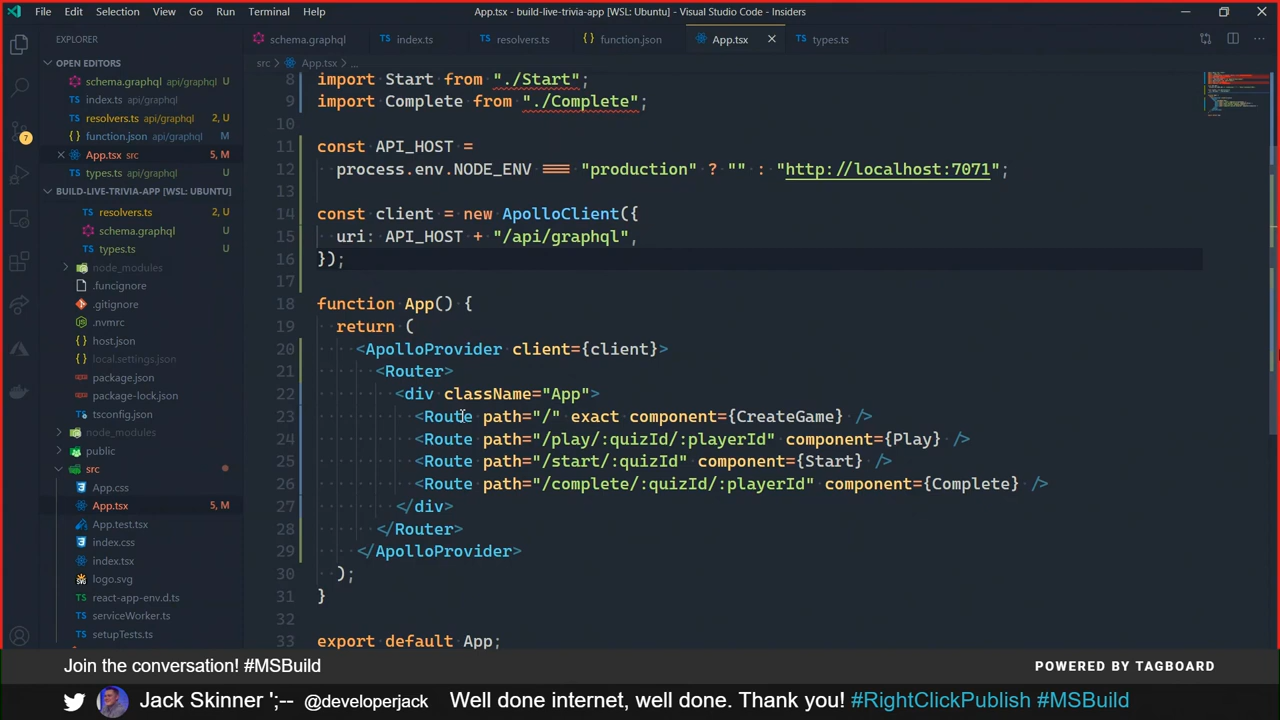 File Edit Selection View Go Run Terminal Help
App.tsx - build-live-trivia-app [WSL: Ubuntu] - Visual Studio Code - Insiders
EXPLORER
OPEN EDITORS
schema.graphql api/graphql U
index.ts api/graphql U
resolvers.ts api/graphql 2, U
function.json api/graphql M
App.tsx src 5, M
types.ts api/graphql U
BUILD-LIVE-TRIVIA-APP [WSL: UBUNTU]
resolvers.ts 2, U
schema.graphql U
types.ts U
node_modules
.funcignore
.gitignore
.nvmrc
host.json
local.settings.json
package.json
package-lock.json
tsconfig.json
node_modules
public
src
App.css
App.tsx 5, M
App.test.tsx
index.css
index.tsx
logo.svg
react-app-env.d.ts
serviceWorker.ts
setupTests.ts
7
schema.graphql index.ts resolvers.ts function.json App.tsx types.ts
src > App.tsx > ...
8 import Start from "./Start";
9 import Complete from "./Complete";
10
11 const API_HOST =
12 process.env.NODE_ENV === "production" ? "" : "http://localhost:7071";
13
14 const client = new ApolloClient({
15 uri: API_HOST + "/api/graphql",
16 });
17
18 function App() {
19 return (
20 <ApolloProvider client={client}>
21 <Router>
22 <div className="App">
23 <Route path="/" exact component={CreateGame} />
24 <Route path="/play/:quizId/:playerId" component={Play} />
25 <Route path="/start/:quizId" component={Start} />
26 <Route path="/complete/:quizId/:playerId" component={Complete} />
27 </div>
28 </Router>
29 </ApolloProvider>
30 );
31 }
32
33 export default App;
Join the conversation! #MSBuild
POWERED BY TAGBOARD
Jack Skinner ';-- @developerjack Well done internet, well done. Thank you! #RightClickPublish #MSBuild